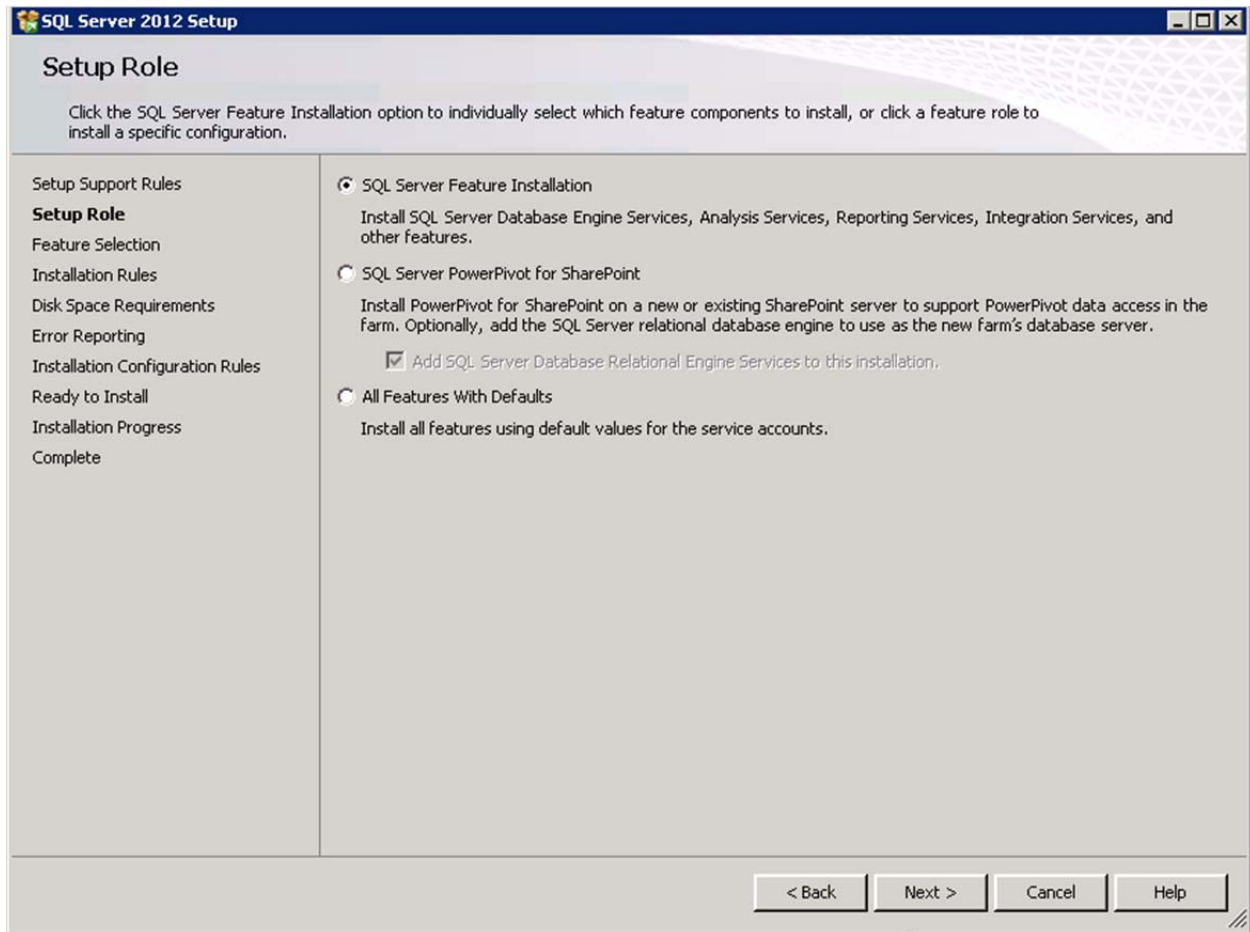 SQL Server 2012 Setup
Setup Role
Click the SQL Server Feature Installation option to individually select which feature components to install, or click a feature role to
install a specific configuration.
Setup Support Rules
Setup Role
Feature Selection
Installation Rules
Disk Space Requirements
Error Reporting
Installation Configuration Rules
Ready to Install
Installation Progress
Complete
SQL Server Feature Installation
Install SQL Server Database Engine Services, Analysis Services, Reporting Services, Integration Services, and
other features.
SQL Server PowerPivot for SharePoint
Install PowerPivot for SharePoint on a new or existing SharePoint server to support PowerPivot data access in the
farm. Optionally, add the SQL Server relational database engine to use as the new farm's database server.
Add SQL Server Database Relational Engine Services to this installation.
All Features With Defaults
Install all features using default values for the service accounts.
< Back
Next >
Cancel
Help